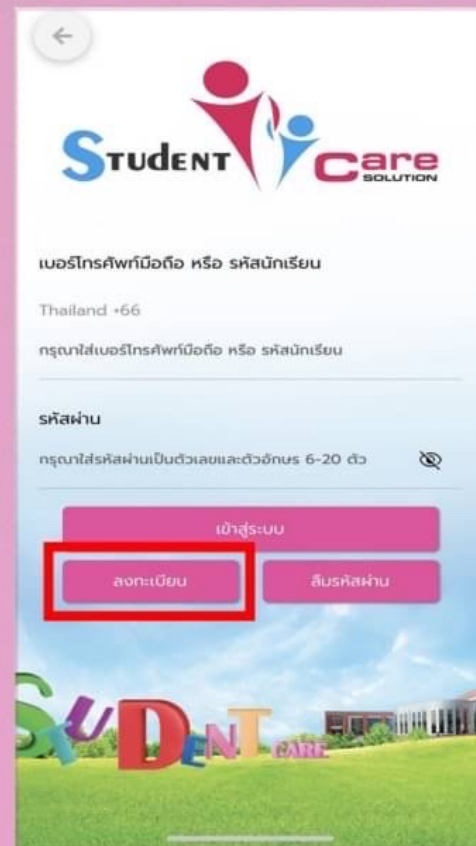 STUDENT Care
SOLUTION
เบอร์โทรศัพท์มือถือ หรือ รหัสนักเรียน
Thailand +66
กรุณาใส่เบอร์โทรศัพท์มือถือ หรือ รหัสนักเรียน
รหัสผ่าน
กรุณาใส่รหัสผ่านเป็นตัวเลขและตัวอักษร 6-20 ตัว
เข้าสู่ระบบ
ลงทะเบียน ลืมรหัสผ่าน
STUDENT CARE